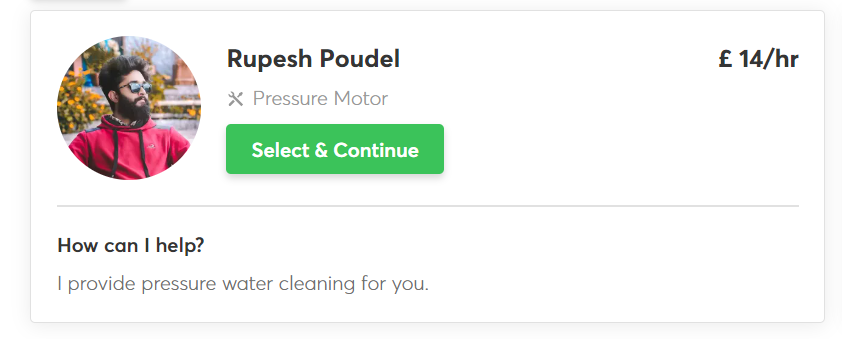 Rupesh Poudel
£ 14/hr
Pressure Motor
Select & Continue
How can I help?
I provide pressure water cleaning for you.